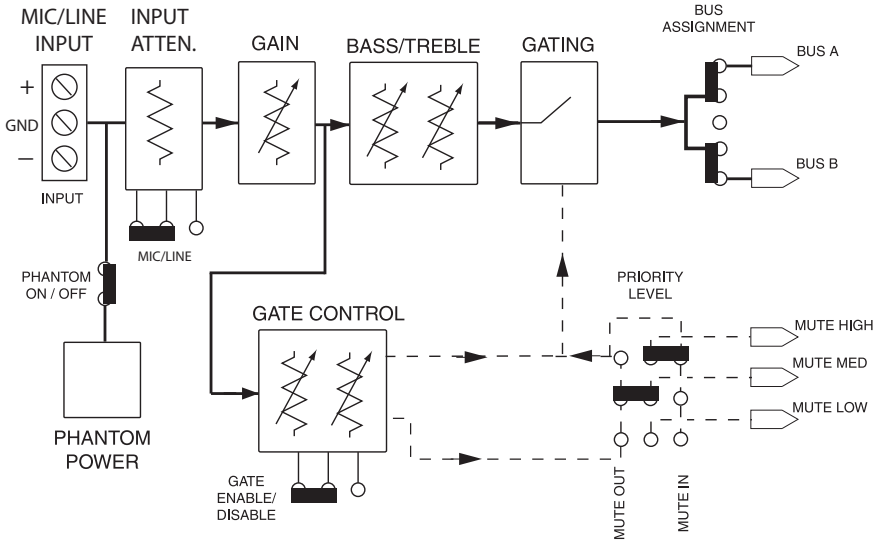 MIC/LINE
INPUT
INPUT
ATTEN.
GAIN
BASS/TREBLE
GATING
BUS
ASSIGNMENT
BUS A
+
GND
−
INPUT
BUS B
MIC/LINE
PHANTOM
ON / OFF
PRIORITY
LEVEL
GATE CONTROL
MUTE HIGH
MUTE MED
MUTE LOW
PHANTOM
POWER
GATE
ENABLE/
DISABLE
MUTE OUT
MUTE IN